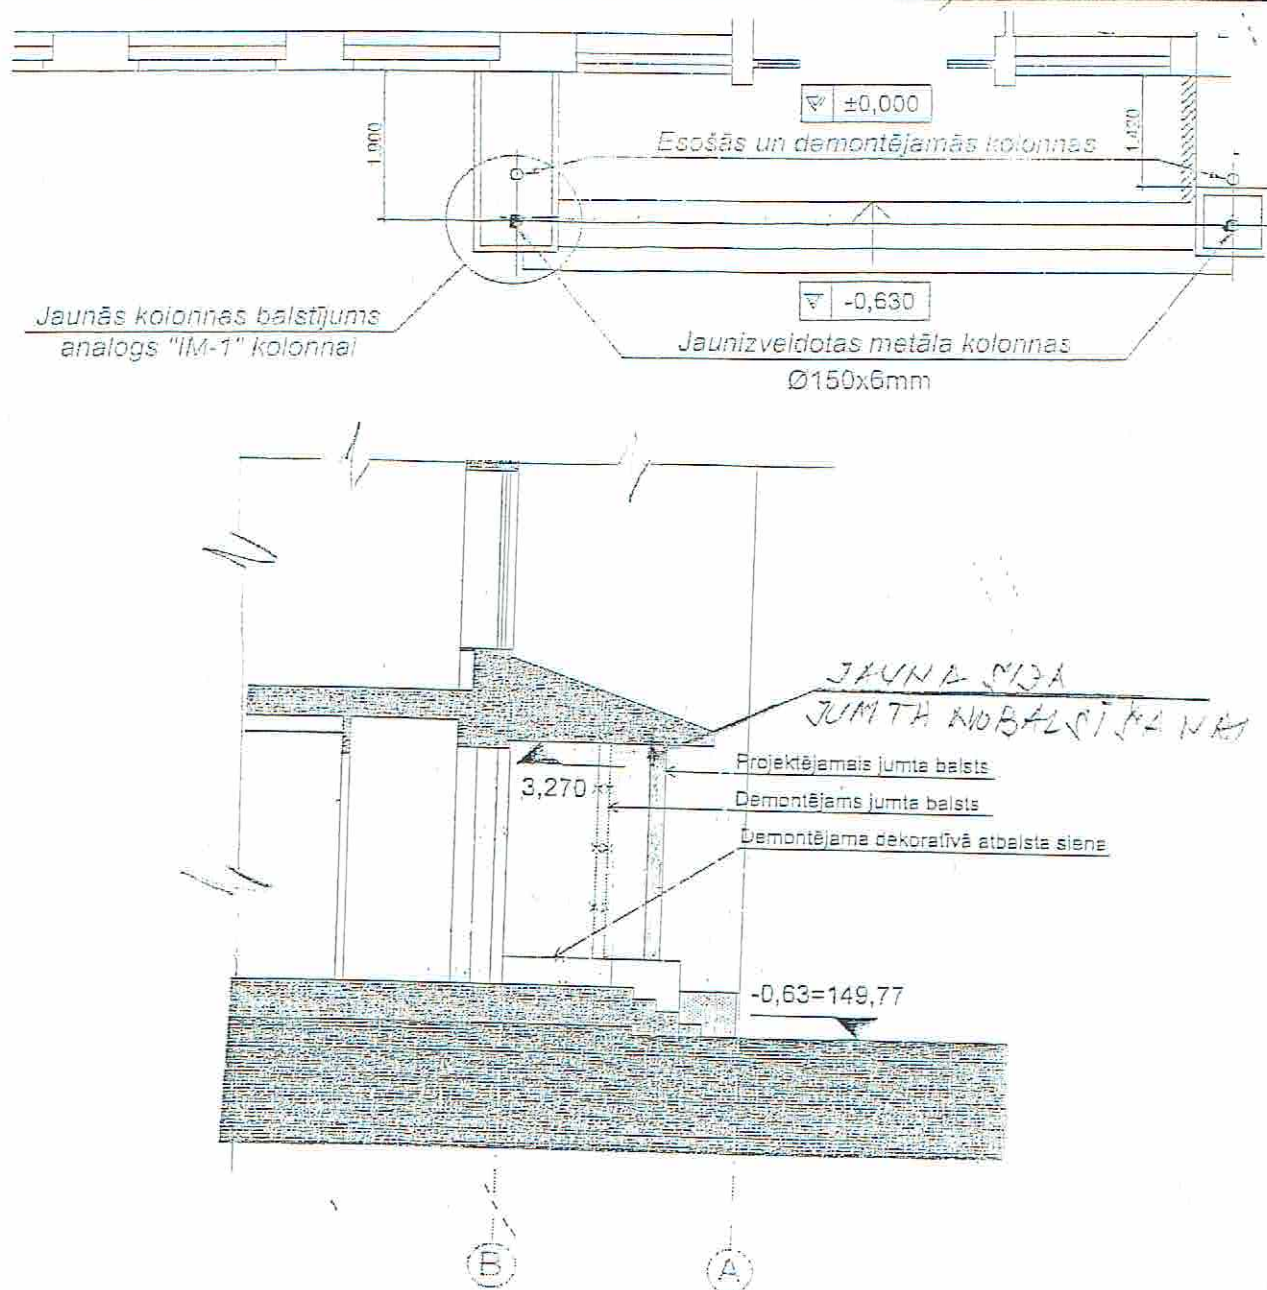 ±0,000
1,900
1,420
Esošās un demontējamās kolonnas
-0,630
Jaunās kolonnas balstījums
analogs "IM-1" kolonnai
Jaunizveidotas metāla kolonnas
Ø150x6mm
JAUNA SIJA
JUMTA NOBALSTĪŠANAI
Projektējamais jumta balsts
3,270
Demontējams jumta balsts
Demontējama dekoratīvā atbalsta siena
-0,63=149,77
B
A